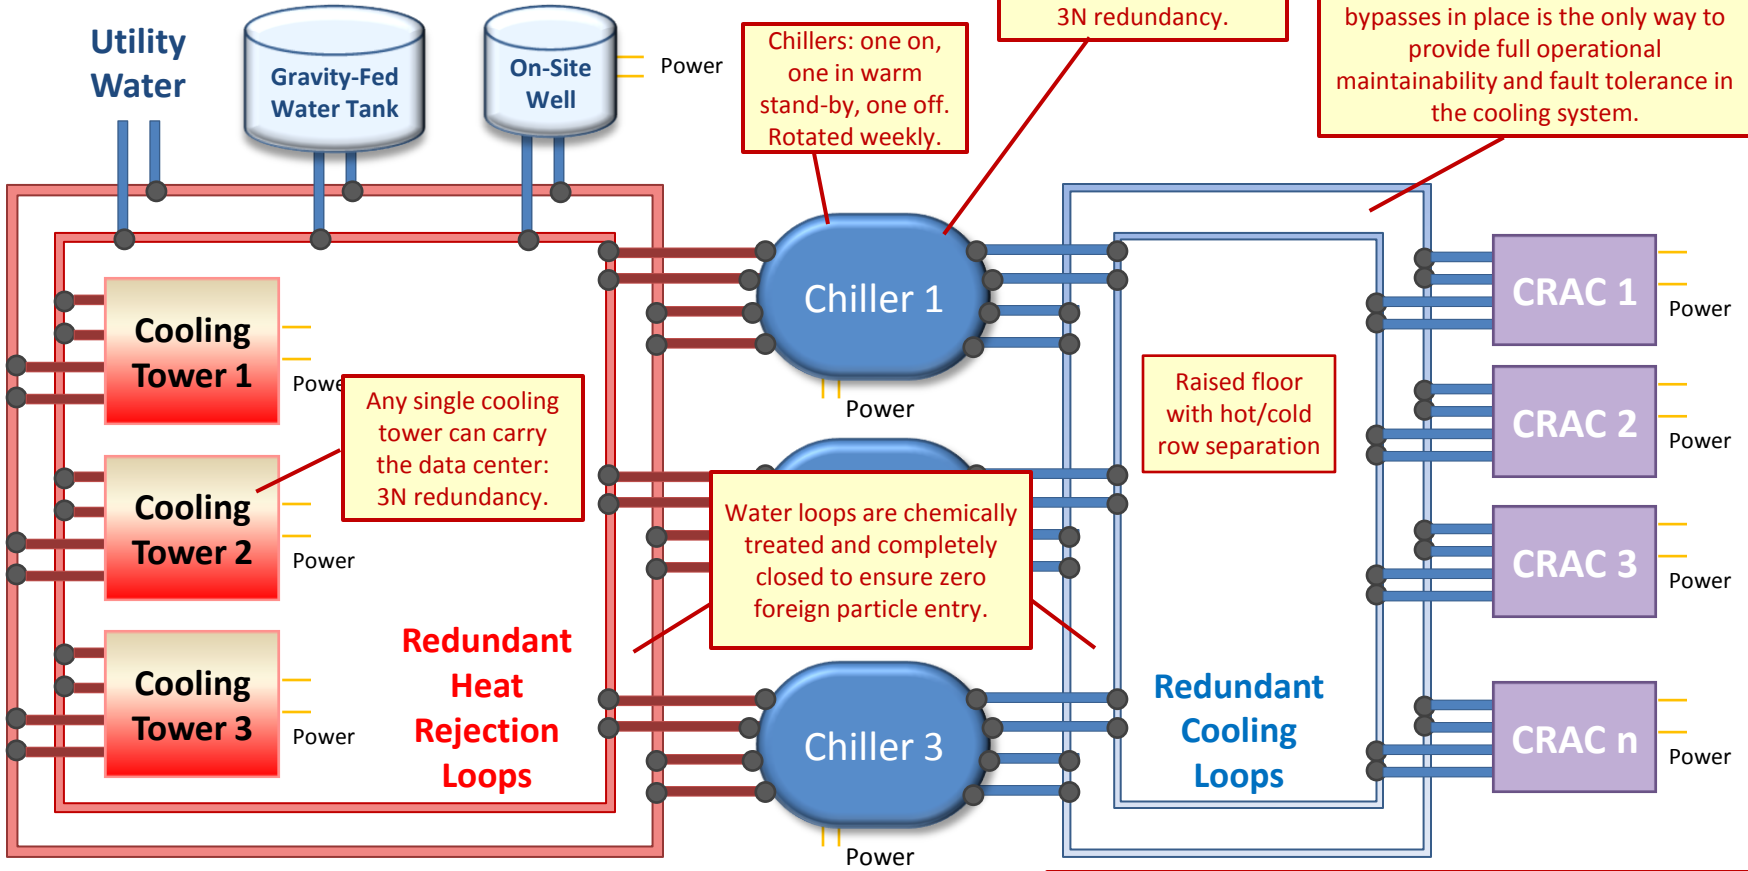 3N redundancy.
bypasses in place is the only way to
provide full operational
maintainability and fault tolerance in
the cooling system.
Utility
Water
Gravity-Fed
Water Tank
On-Site
Well
Power
Chillers: one on,
one in warm
stand-by, one off.
Rotated weekly.
Cooling
Tower 1
Power
Any single cooling
tower can carry
the data center:
3N redundancy.
Cooling
Tower 2
Power
Cooling
Tower 3
Power
Redundant
Heat
Rejection
Loops
Chiller 1
Power
Water loops are chemically
treated and completely
closed to ensure zero
foreign particle entry.
Chiller 3
Power
Raised floor
with hot/cold
row separation
Redundant
Cooling
Loops
CRAC 1
Power
CRAC 2
Power
CRAC 3
Power
CRAC n
Power